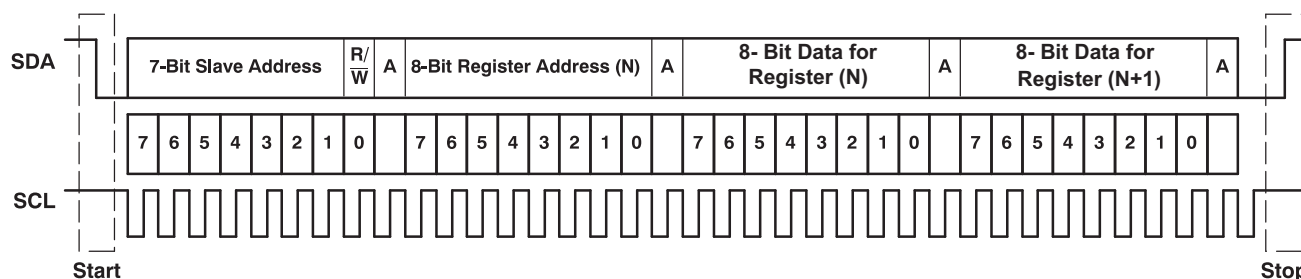 SDA
7-Bit Slave Address
R/
W
A
8-Bit Register Address (N)
A
8- Bit Data for
Register (N)
A
8- Bit Data for
Register (N+1)
A
7 6 5 4 3 2 1 0 7 6 5 4 3 2 1 0 7 6 5 4 3 2 1 0 7 6 5 4 3 2 1 0
SCL
Start
Stop